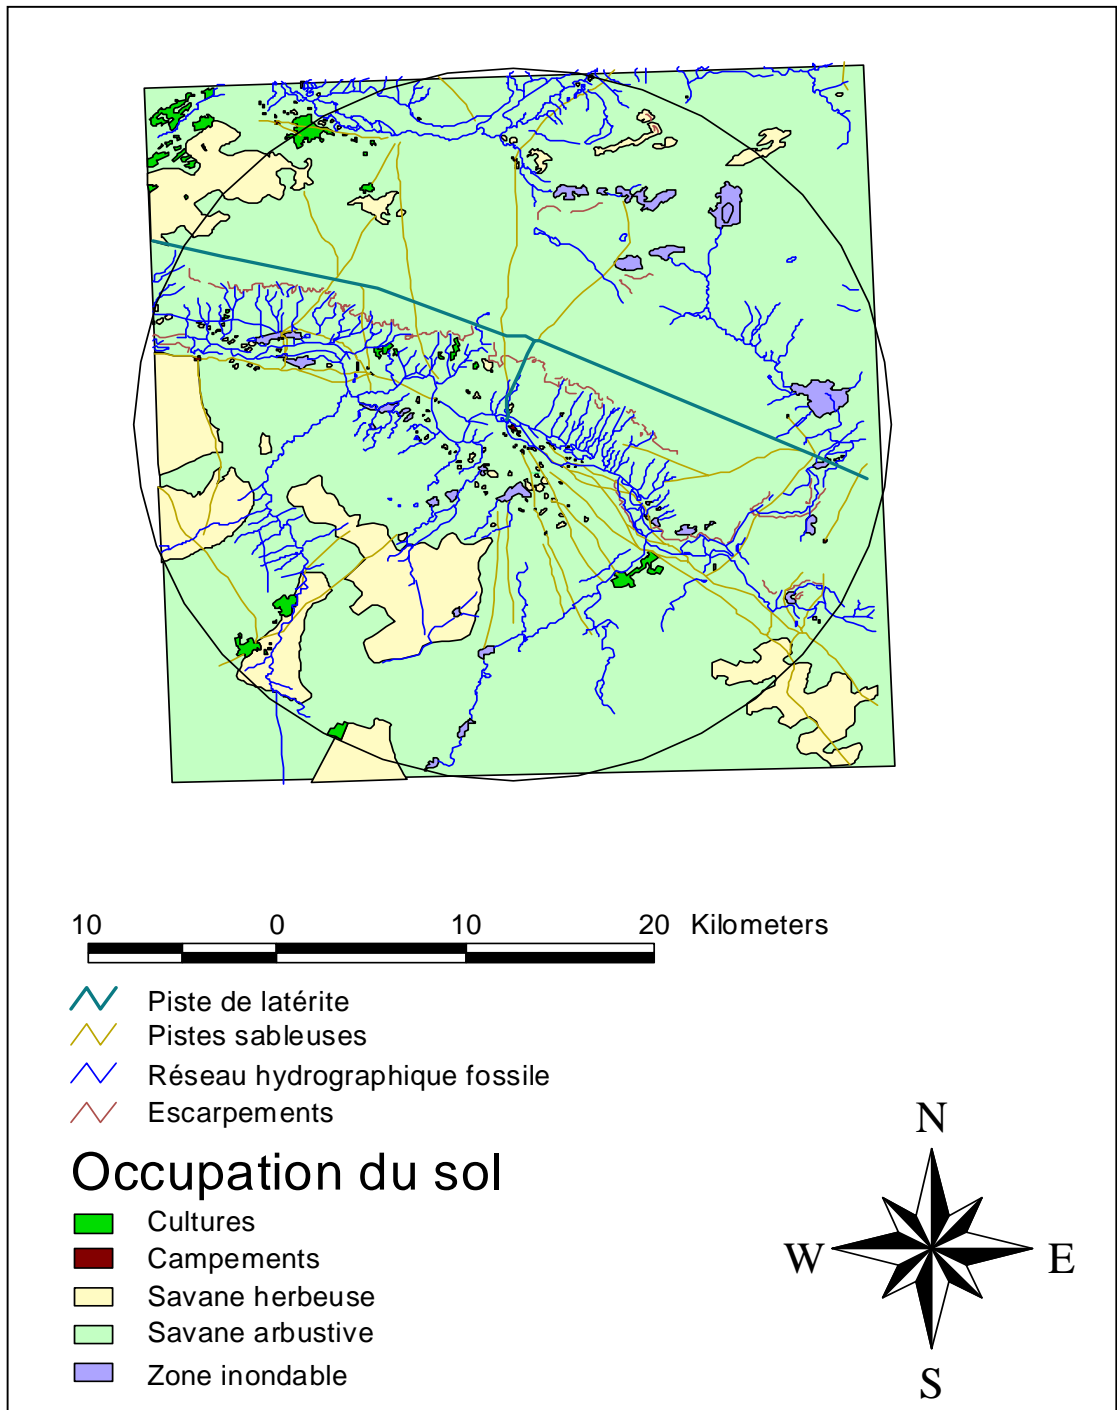 10 0 10 20 Kilometers
Piste de latérite
Pistes sableuses
Réseau hydrographique fossile
Escarpements
Occupation du sol
Cultures
Campements
Savane herbeuse
Savane arbustive
Zone inondable
N
W E
S